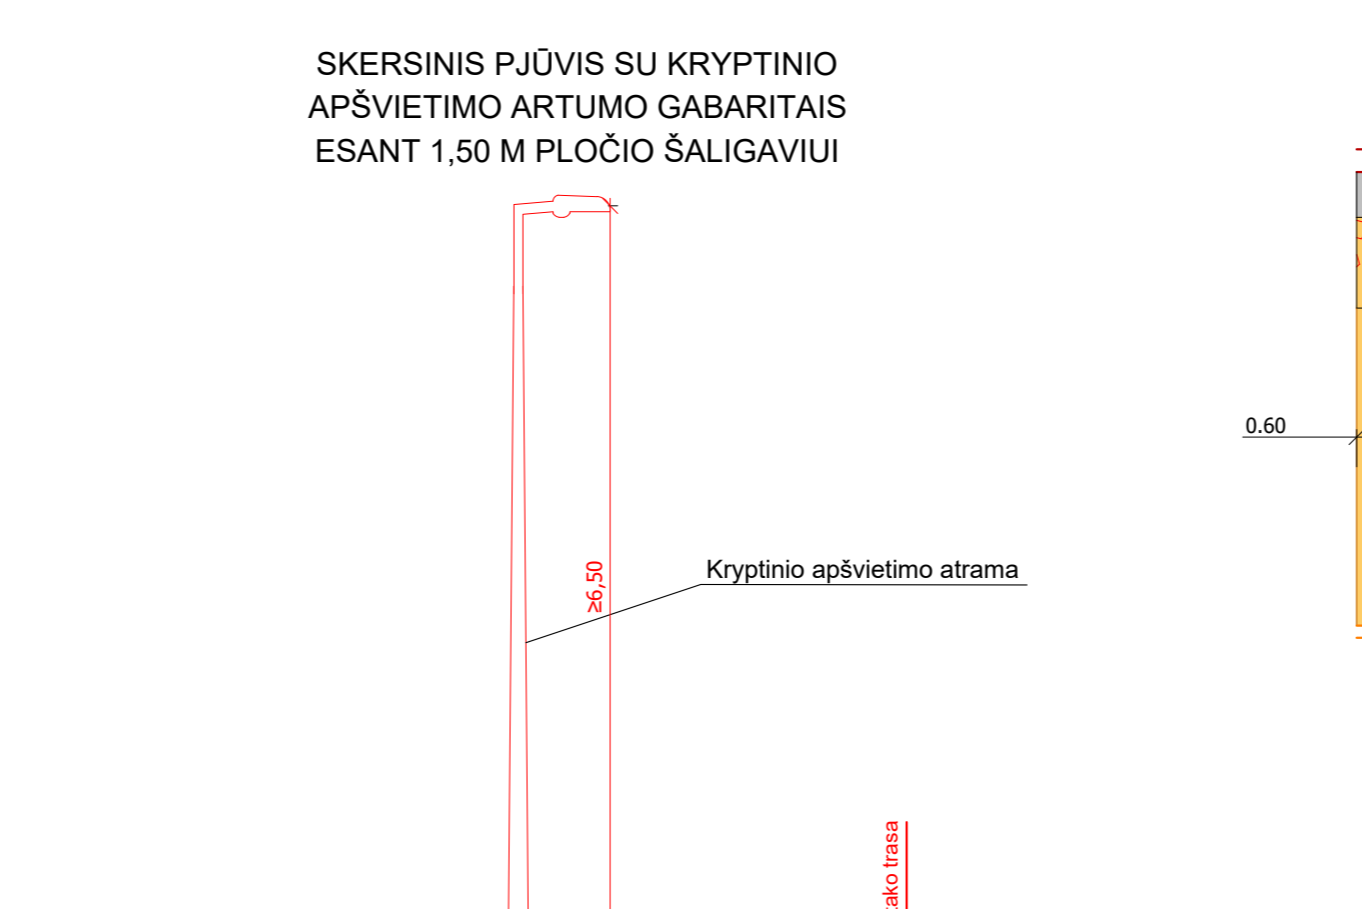 SKERSINIS PJŪVIS SU KRYPTINIO
APŠVIETIMO ARTUMO GABARITAIS
ESANT 1,50 M PLOČIO ŠALIGAVIUI
0.60
≥6,50
Kryptinio apšvietimo atrama
trasa